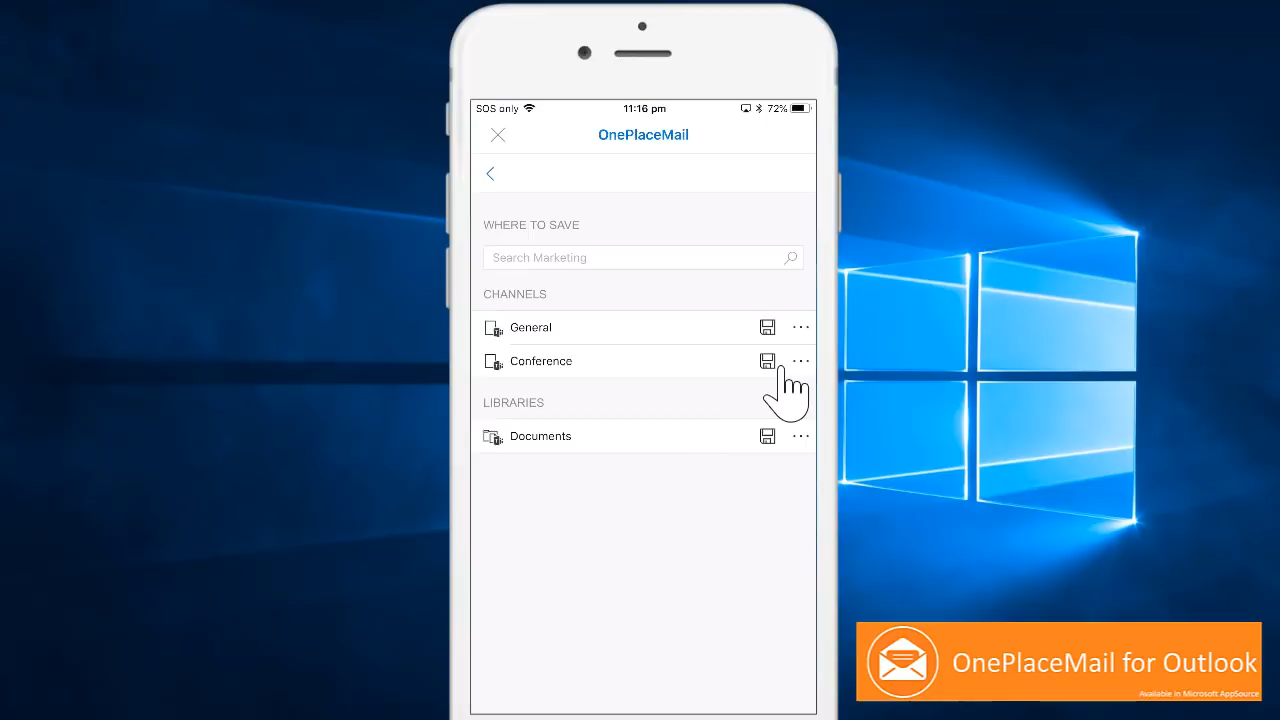 SOS only
11:16 pm
72%
OnePlaceMail
WHERE TO SAVE
Search Marketing
CHANNELS
General
Conference
LIBRARIES
Documents
OnePlaceMail for Outlook
Available in Microsoft AppSource